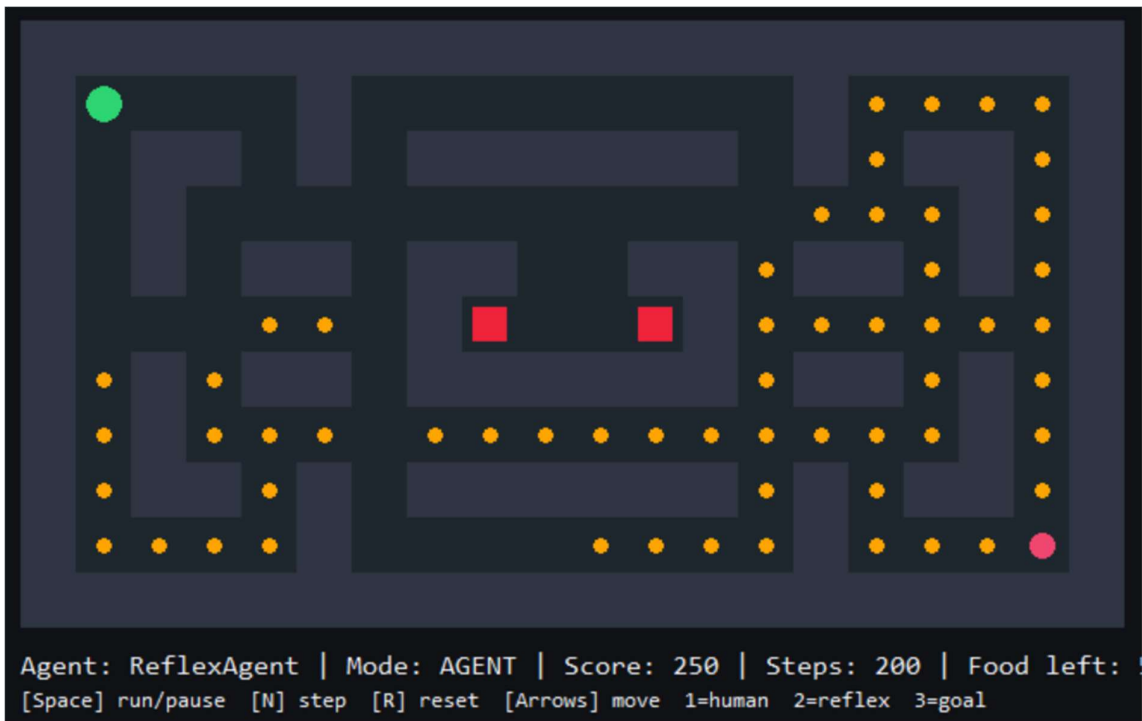 Agent: ReflexAgent | Mode: AGENT | Score: 250 | Steps: 200 | Food left:
[Space] run/pause [N] step [R] reset [Arrows] move 1=human 2=reflex 3=goal